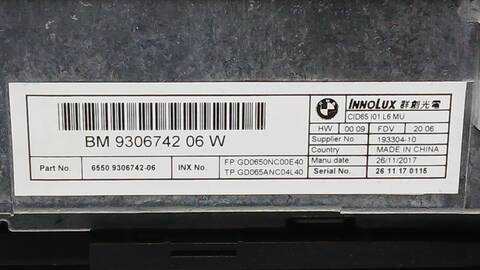 INNOLUX 群創光電
CID65 I01 L6 MU
HW 00 09 FLV 20 06
Supplier No 193304-10
Country MADE IN CHINA
Manu. Date 26/11/2017
Serial No. 26 11 17 0115
BM 9306742 06 W
Part No 6550 9306742-06 INX No
FP.GD0650NC00E40
TP.GD065ANC04L40